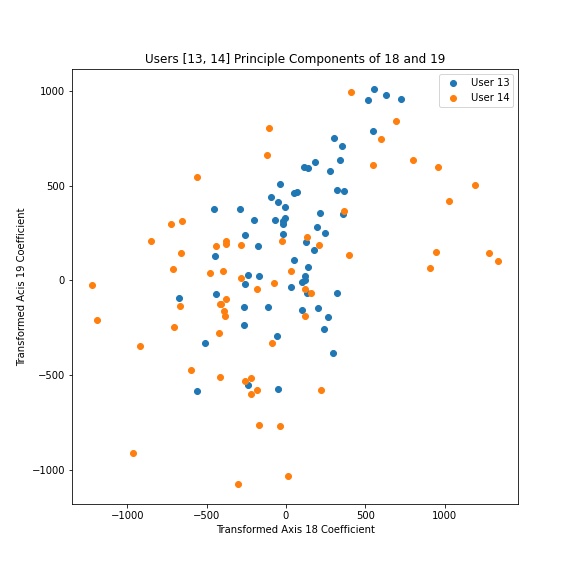 Users [13, 14] Principle Components of 18 and 19
User 13
User 14
Transformed Acis 19 Coefficient
1000
500
0
−500
−1000
−1000
−500
0
500
1000
Transformed Axis 18 Coefficient